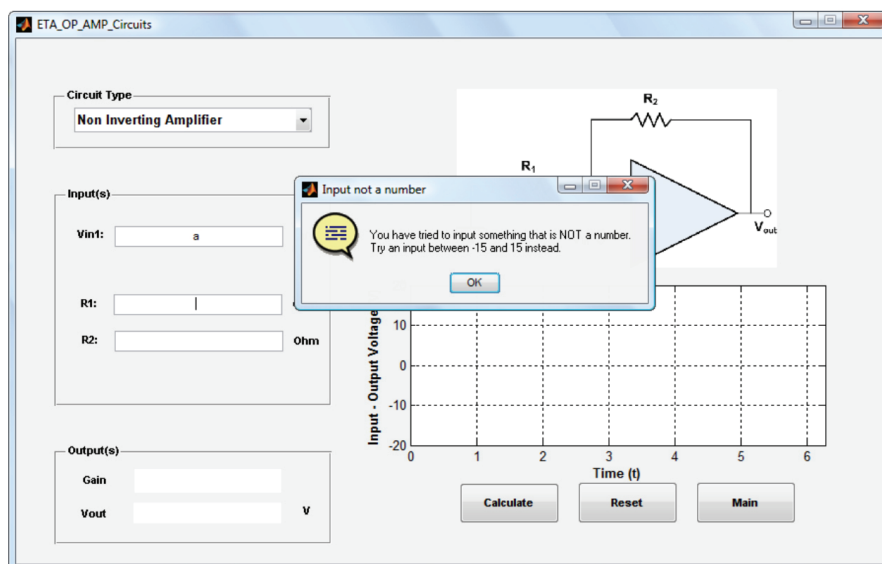 ETA_OP_AMP_Circuits
Circuit Type
Non Inverting Amplifier
Input(s)
Vin1:
a
R1:
R2:
Ohm
Output(s)
Gain
Vout
V
R2
R1
Vout
Input not a number
You have tried to input something that is NOT a number.
Try an input between -15 and 15 instead.
OK
Input - Output Voltage
10
0
-10
-20
0 1 2 3 4 5 6
Time (t)
Calculate
Reset
Main